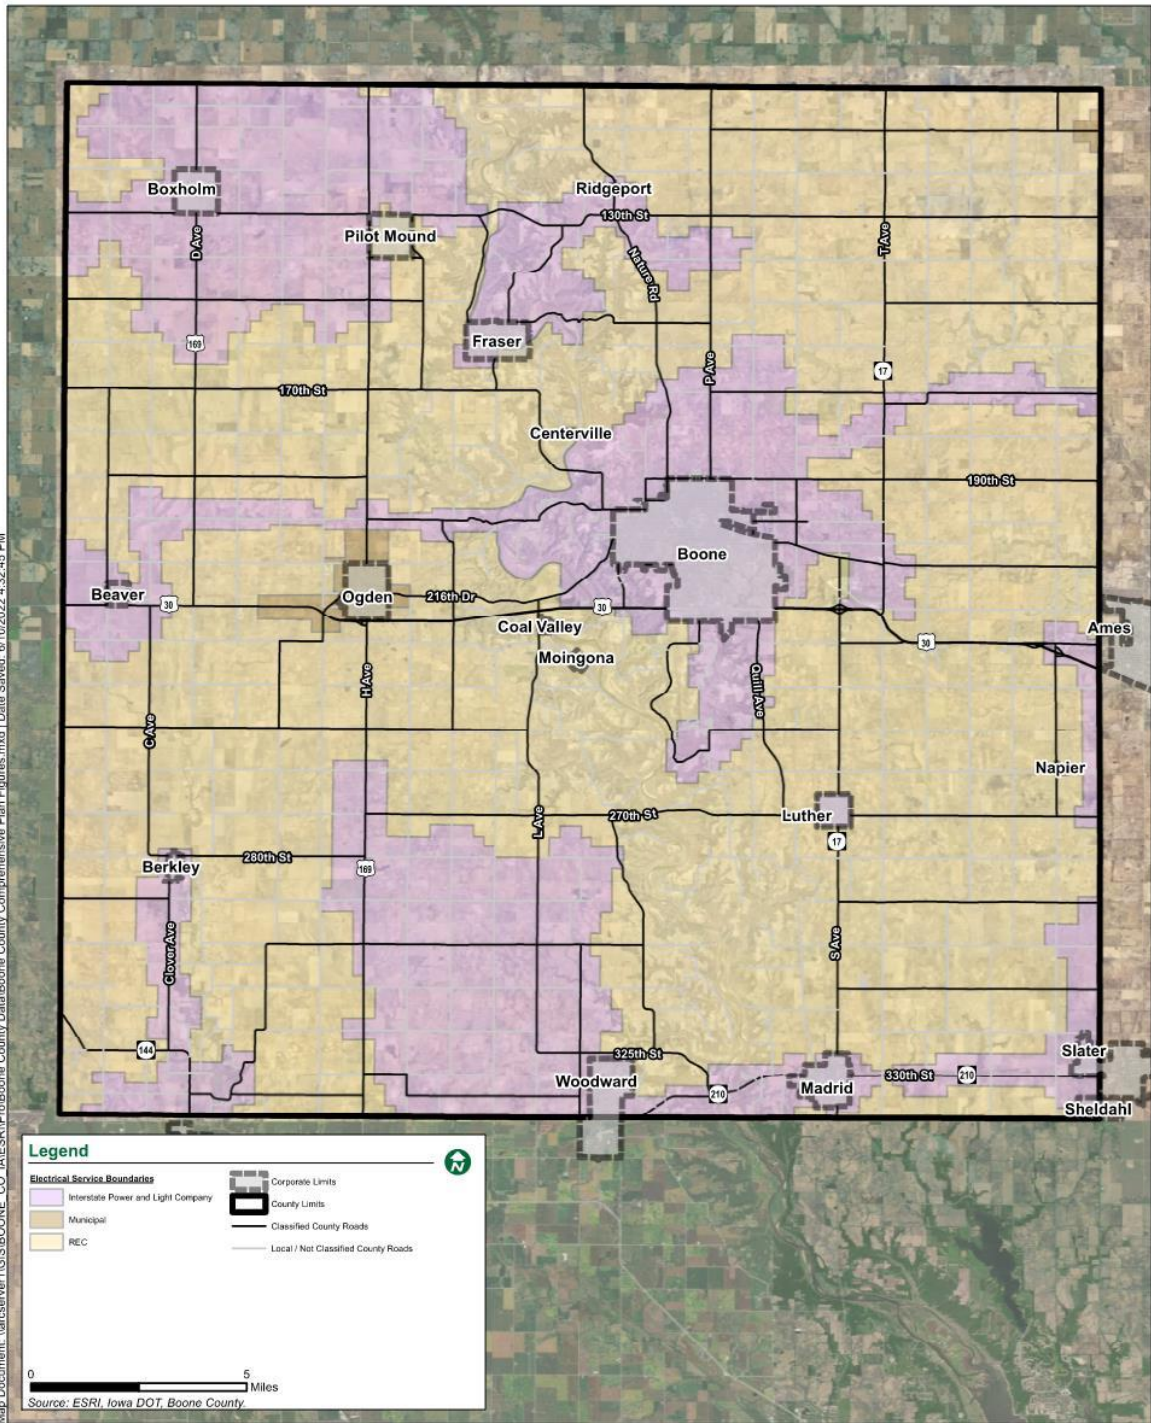 Boxholm
Ridgeport
130th St
Pilot Mound
D Ave
T Ave
Nature Rd
169
Fraser
P Ave
17
170th St
Centerville
190th St
Boone
Beaver
30
Ogden
216th Dr
30
Coal Valley
Ames
30
Moingona
H Ave
Quill Ave
C Ave
Napier
L Ave
270th St
Luther
17
280th St
Berkley
169
Clover Ave
S Ave
144
325th St
Slater
Woodward
330th St
210
Madrid
210
Sheldahl
Legend
N
Electrical Service Boundaries
Interstate Power and Light Company
Municipal
REC
Corporate Limits
County Limits
Classified County Roads
Local / Not Classified County Roads
0 5
Miles
Source: ESRI, Iowa DOT, Boone County.